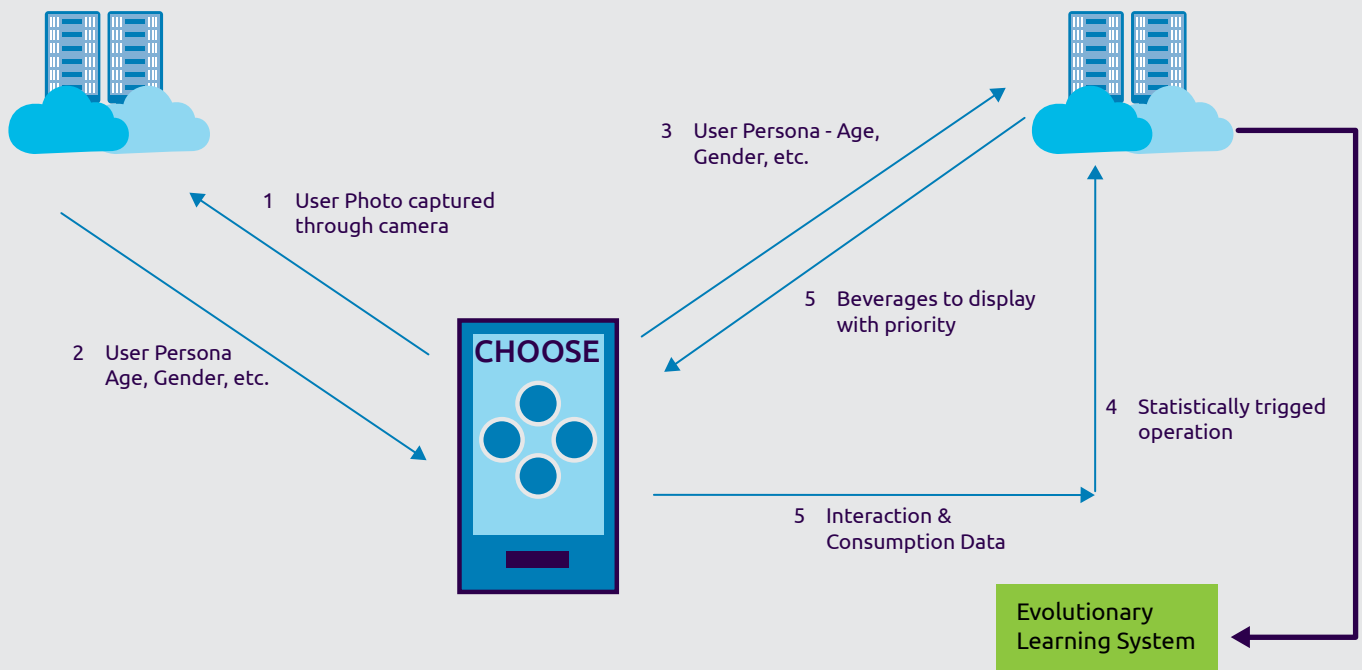 1 User Photo captured
through camera
2 User Persona
Age, Gender, etc.
3 User Persona - Age,
Gender, etc.
5 Beverages to display
with priority
CHOOSE
4 Statistically trigged
operation
5 Interaction &
Consumption Data
Evolutionary
Learning System